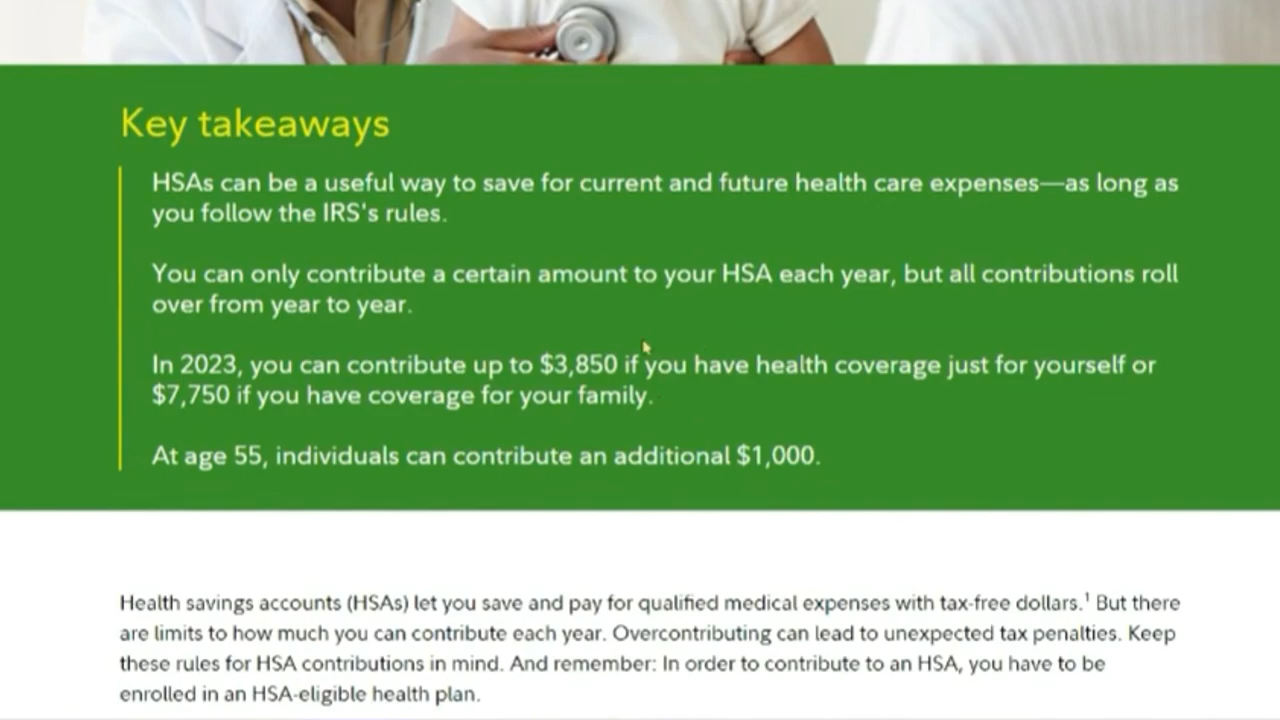 Key takeaways
HSAs can be a useful way to save for current and future health care expenses—as long as
you follow the IRS's rules.
You can only contribute a certain amount to your HSA each year, but all contributions roll
over from year to year.
In 2023, you can contribute up to $3,850 if you have health coverage just for yourself or
$7,750 if you have coverage for your family.
At age 55, individuals can contribute an additional $1,000.
Health savings accounts (HSAs) let you save and pay for qualified medical expenses with tax-free dollars.¹ But there
are limits to how much you can contribute each year. Overcontributing can lead to unexpected tax penalties. Keep
these rules for HSA contributions in mind. And remember: In order to contribute to an HSA, you have to be
enrolled in an HSA-eligible health plan.